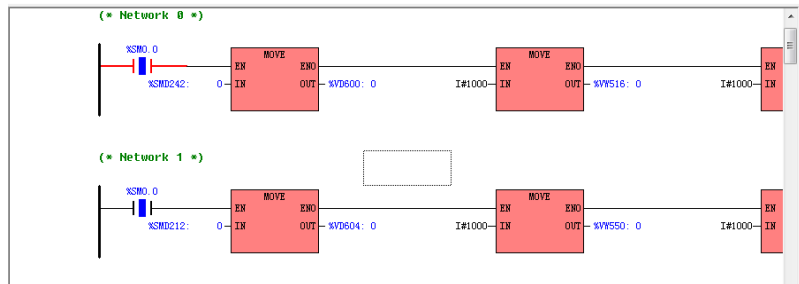 (* Network 0 *)
%SM0.0
MOVE MOVE
EN ENO EN ENO EN
%SMD242: 0 IN OUT %VD600: 0 I#1000 IN OUT %VW516: 0 I#1000 IN
(* Network 1 *)
%SM0.0
MOVE MOVE
EN ENO EN ENO EN
%SMD212: 0 IN OUT %VD604: 0 I#1000 IN OUT %VW550: 0 I#1000 IN